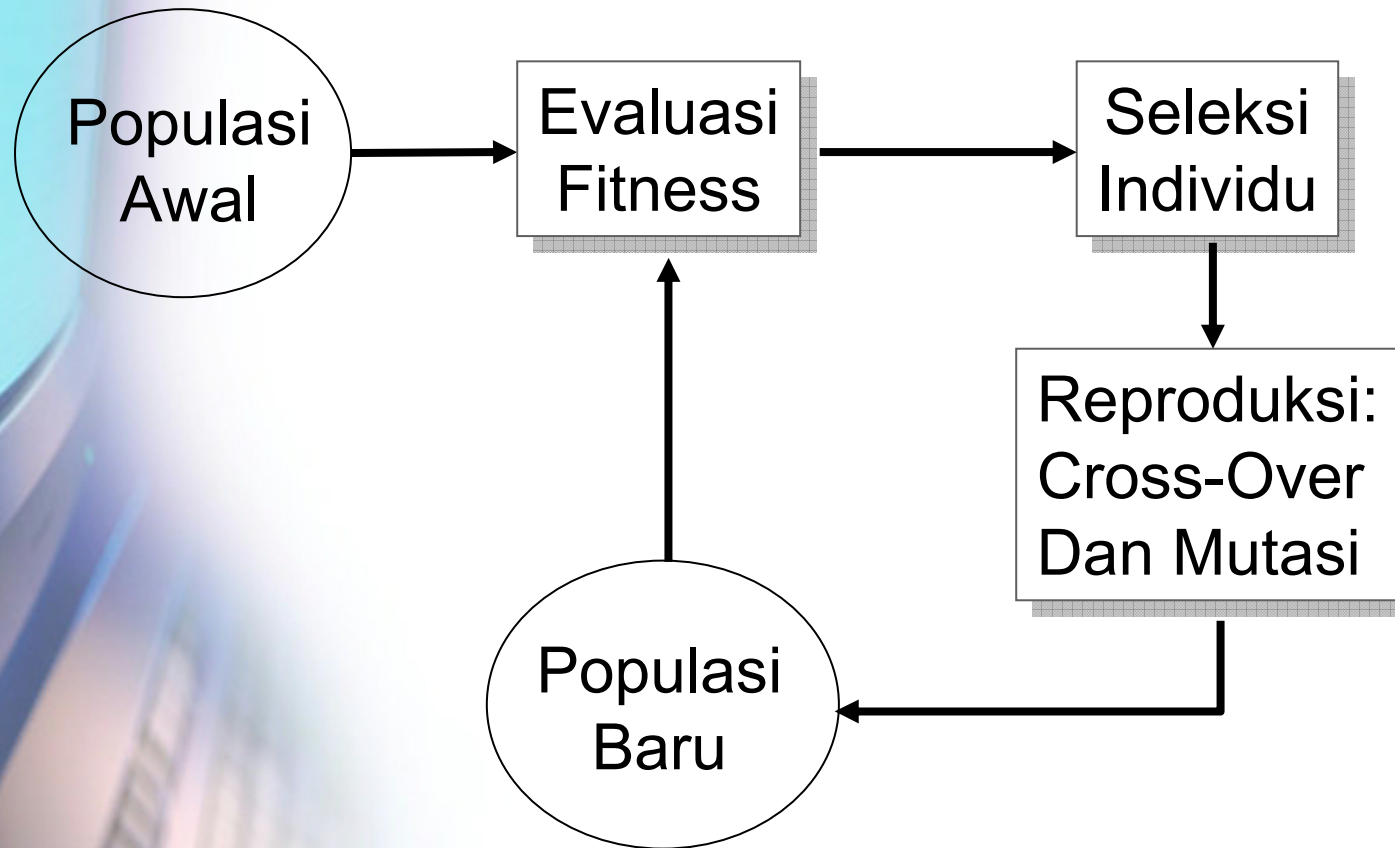 Populasi
Awal
Evaluasi
Fitness
Seleksi
Individu
Reproduksi:
Cross-Over
Dan Mutasi
Populasi
Baru